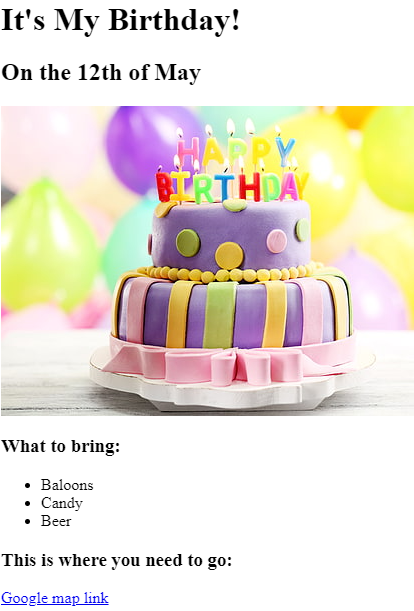 It's My Birthday!
On the 12th of May
HAPPY
BIRTHDAY
What to bring:
Baloons
Candy
Beer
This is where you need to go:
Google map link